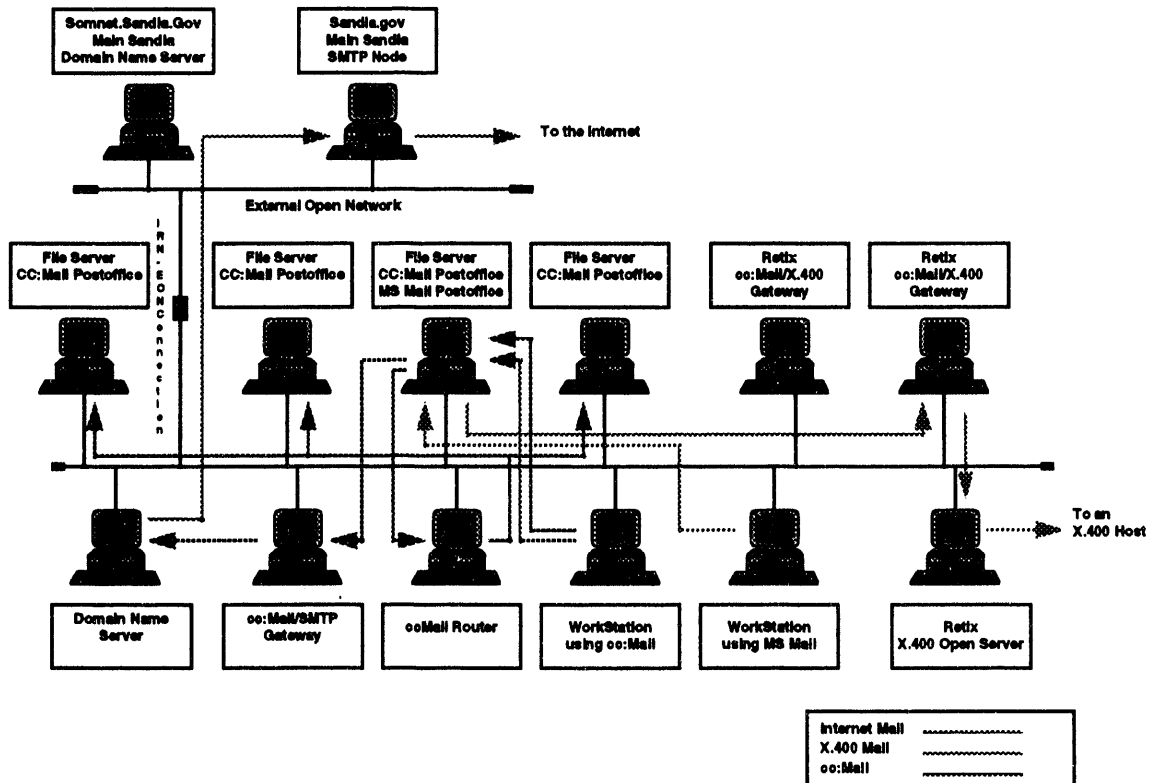 Somnet.Sandia.Gov
Main Sandia
Domain Name Server
Sandia.gov
Main Sandia
SMTP Node
To the Internet
External Open Network
IRN-EONConnection
File Server
CC:Mail Postoffice
File Server
CC:Mail Postoffice
File Server
CC:Mail Postoffice
MS Mail Postoffice
File Server
CC:Mail Postoffice
Retix
cc:Mail/X.400
Gateway
Retix
cc:Mail/X.400
Gateway
To an
X.400 Host
Domain Name
Server
cc:Mail/SMTP
Gateway
ccMail Router
WorkStation
using cc:Mail
WorkStation
using MS Mail
Retix
X.400 Open Server
Internet Mail
X.400 Mail
cc:Mail